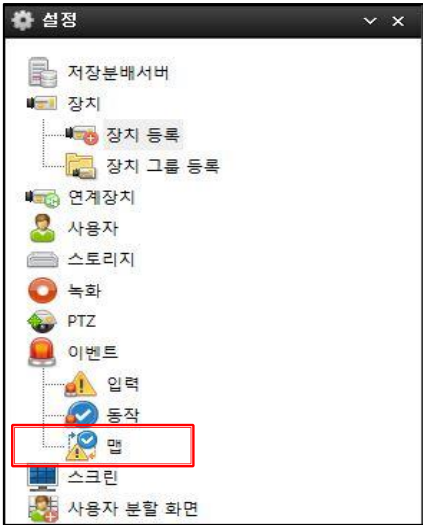 설정
저장분배서버
장치
장치 등록
장치 그룹 등록
연계장치
사용자
스토리지
녹화
PTZ
이벤트
입력
동작
맵
스크린
사용자 분할 화면